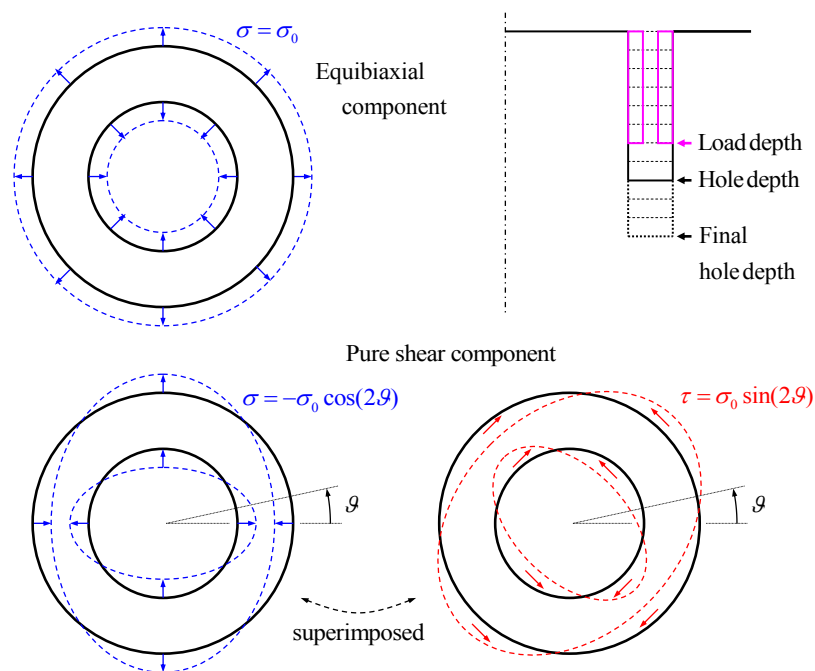 σ = σ₀
Equibiaxial
component
Load depth
Hole depth
Final
hole depth
Pure shear component
σ = −σ₀ cos(2ϑ)
τ = σ₀ sin(2ϑ)
ϑ
ϑ
superimposed